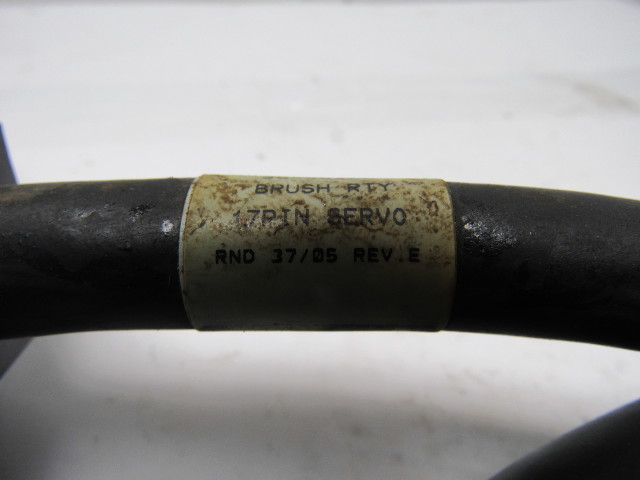 BRUSH RTY
17PIN SERVO
RND 37/05 REV.E